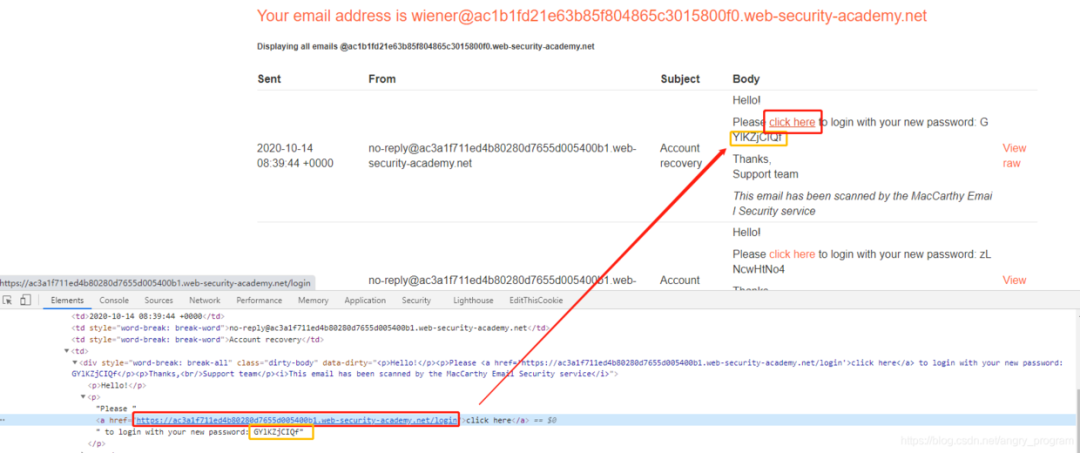 Your email address is wiener@ac1b1fd21e63b85f804865c3015800f0.web-security-academy.net
Displaying all emails @ac1b1fd21e63b85f804865c3015800f0.web-security-academy.net
Sent From Subject Body
Hello!
Please click here to login with your new password: G
YlKZjCIQf
2020-10-14
08:39:44 +0000
no-reply@ac3a1f711ed4b80280d7655d005400b1.web-
security-academy.net
Account
recovery
Thanks,
Support team
This email has been scanned by the MacCarthy Emai
l Security service
View
raw
Hello!
Please click here to login with your new password: zL
NcwHtNo4
no-reply@ac3a1f711ed4b80280d7655d005400b1.web-
Account
Thanks
View
https://ac3a1f711ed4b80280d7655d005400b1.web-security-academy.net/login
Elements Console Sources Network Performance Memory Application Security Lighthouse EditThisCookie
<td>2020-10-14 08:39:44 +0000</td>
<td style="word-break: break-word">no-reply@ac3a1f711ed4b80280d7655d005400b1.web-security-academy.net</td>
<td style="word-break: break-word">Account recovery</td>
▼<td>
▼<div style="word-break: break-all" class="dirty-body" data-dirty="<p>Hello!</p><p>Please <a href='https://ac3a1f711ed4b80280d7655d005400b1.web-security-academy.net/login'>click here</a> to login with your new password:
GYlKZjCIQf</p><p>Thanks,<br/>Support team</p><i>This email has been scanned by the MacCarthy Email Security service</i>">
<p>Hello!</p>
▼<p>
"Please "
<a href="https://ac3a1f711ed4b80280d7655d005400b1.web-security-academy.net/login">click here</a> == $0
" to login with your new password: GYlKZjCIQf"
</p>
https://blog.csdn.net/angry_program